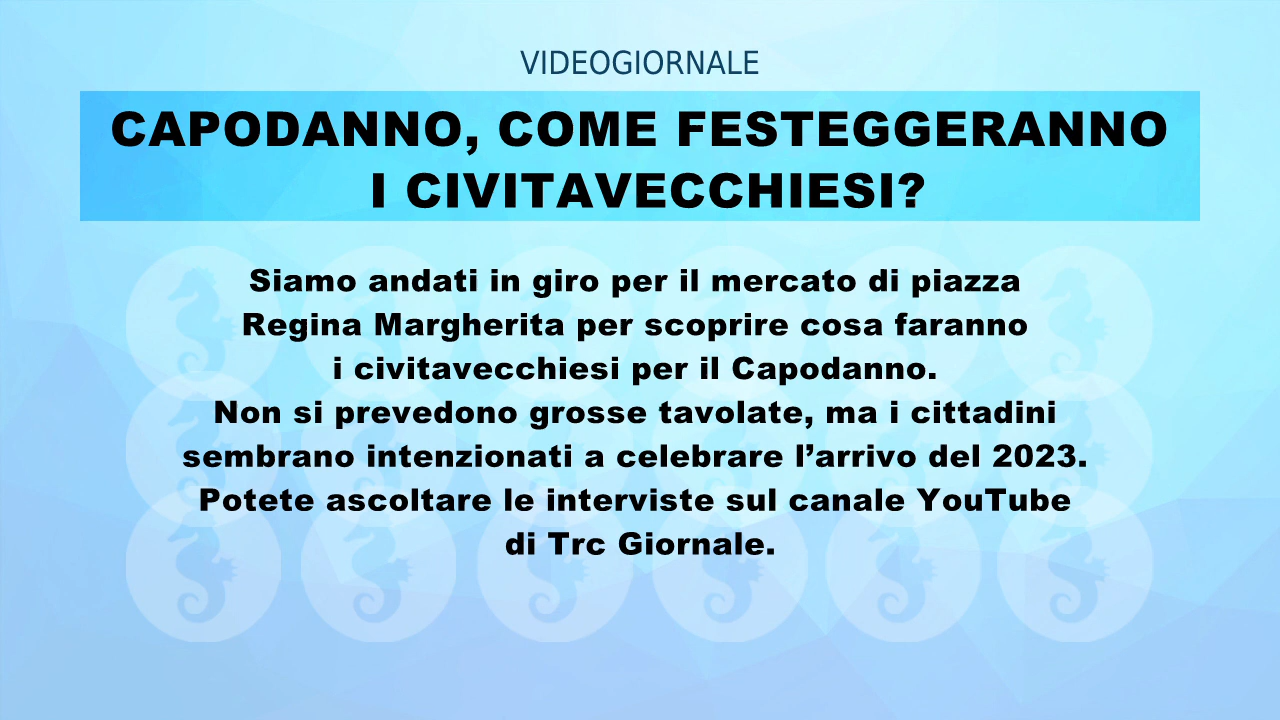 VIDEOGIORNALE
CAPODANNO, COME FESTEGGERANNO
I CIVITAVECCHIESI?
Siamo andati in giro per il mercato di piazza
Regina Margherita per scoprire cosa faranno
i civitavecchiesi per il Capodanno.
Non si prevedono grosse tavolate, ma i cittadini
sembrano intenzionati a celebrare l’arrivo del 2023.
Potete ascoltare le interviste sul canale YouTube
di Trc Giornale.